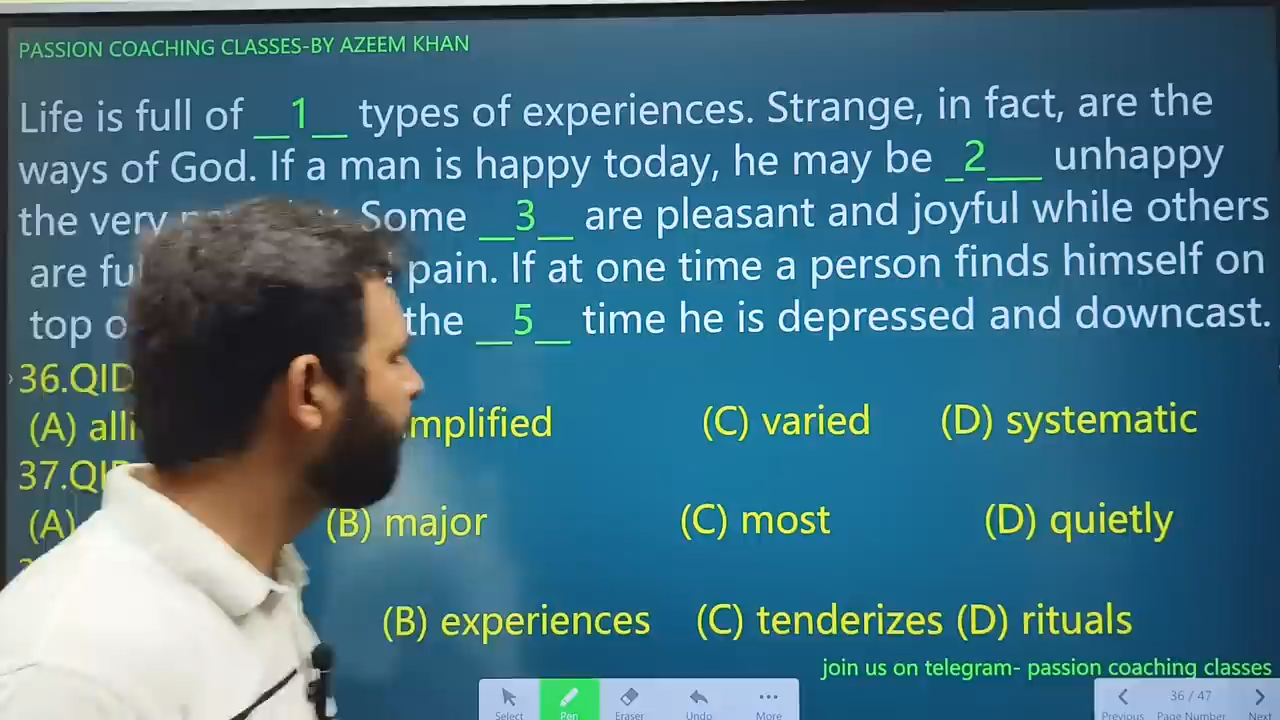 PASSION COACHING CLASSES-BY AZEEM KHAN
Life is full of __1__ types of experiences. Strange, in fact, are the
ways of God. If a man is happy today, he may be _2___ unhappy
the very Some __3__ are pleasant and joyful while others
are pain. If at one time a person finds himself on
top the __5__ time he is depressed and downcast.
36.QID
(A) (C) varied (D) systematic
37.QID
(A) (B) major (C) most (D) quietly
(B) experiences (C) tenderizes (D) rituals
join us on telegram- passion coaching classes
Select Pen Eraser Undo More
36 / 47
Previous Page Number Next